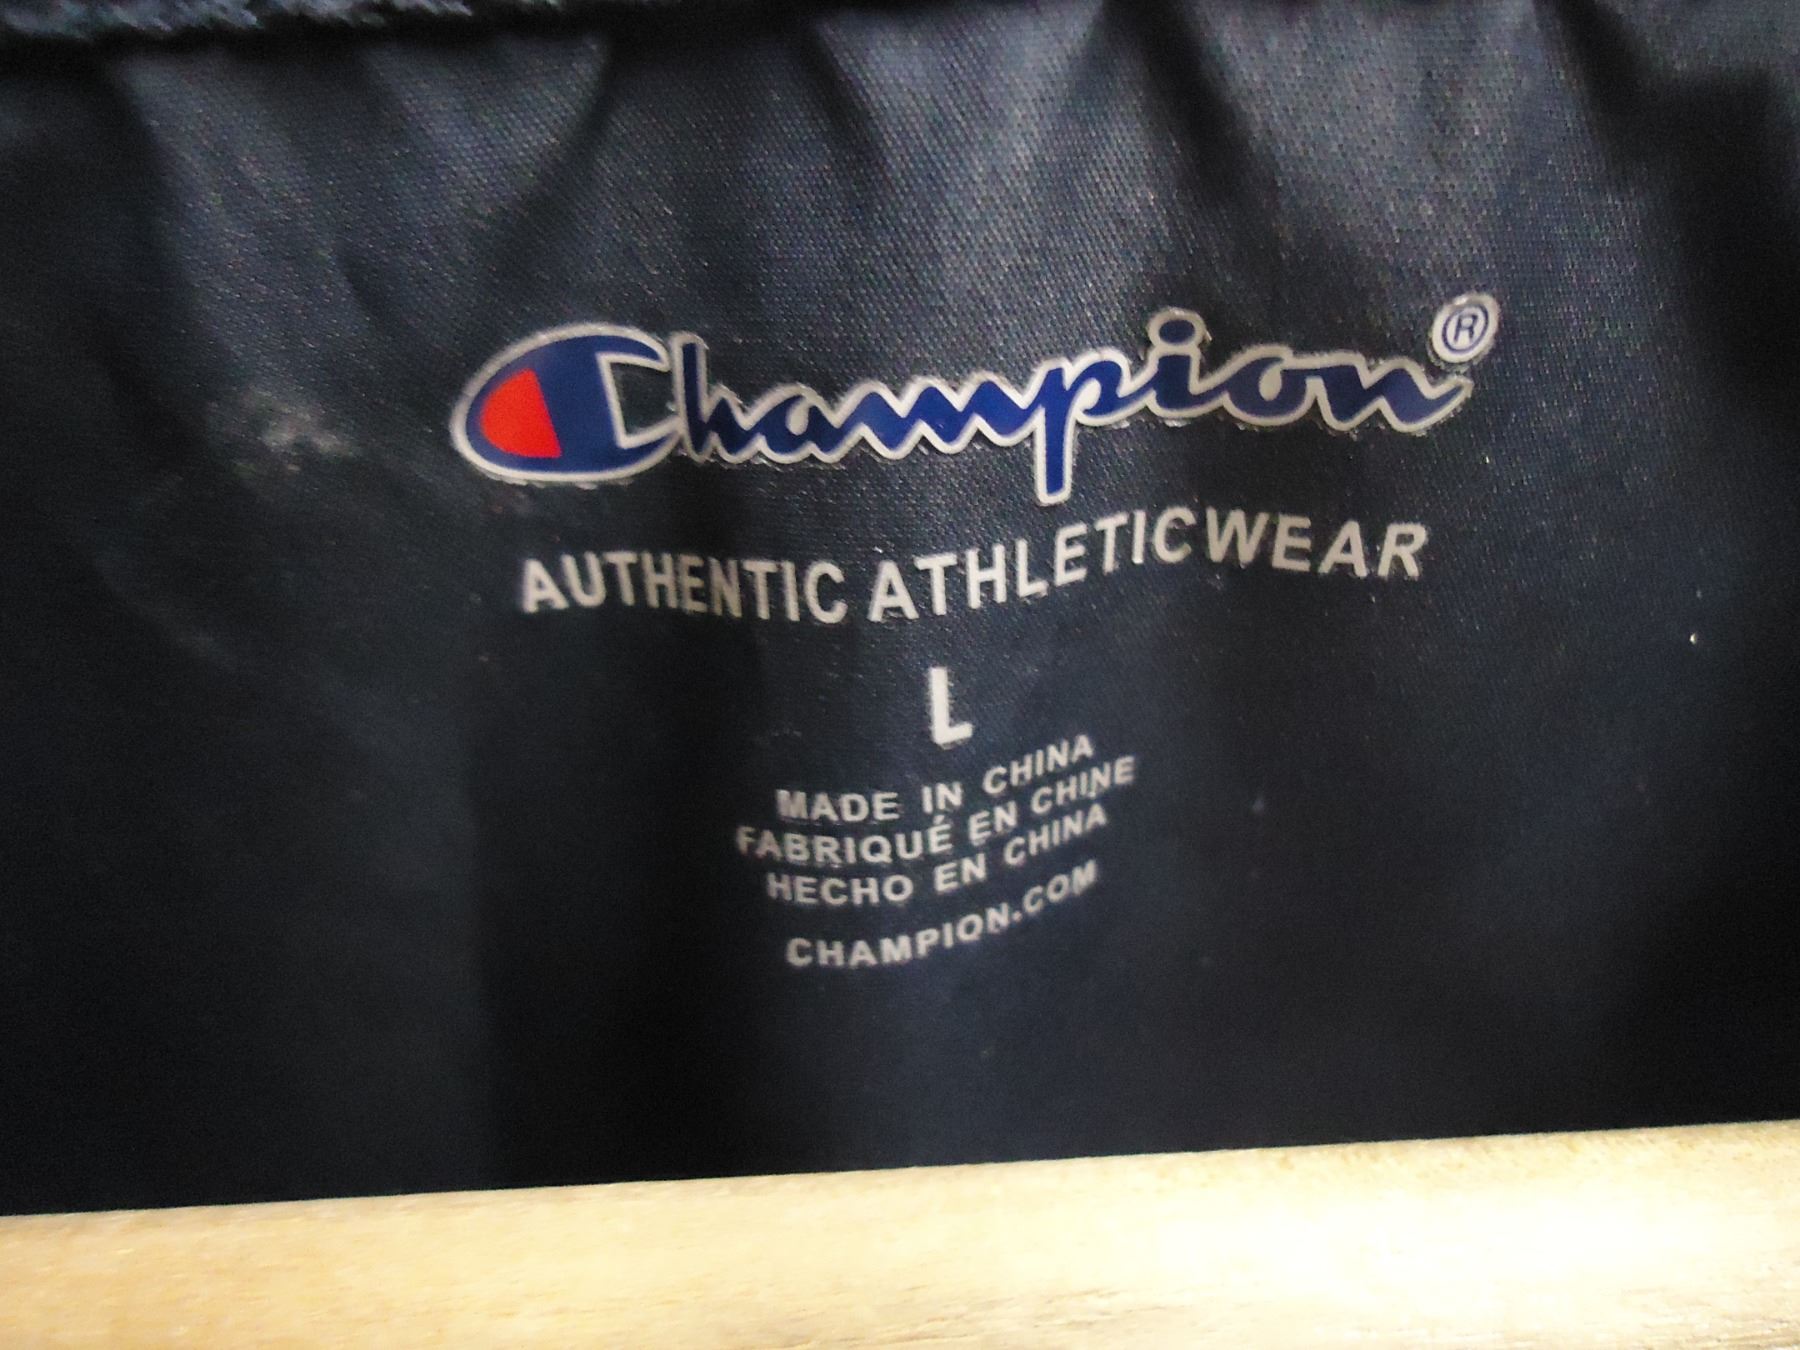 Champion®
AUTHENTIC ATHLETICWEAR
L
MADE IN CHINA
FABRIQUÉ EN CHINE
HECHO EN CHINA
CHAMPION.COM